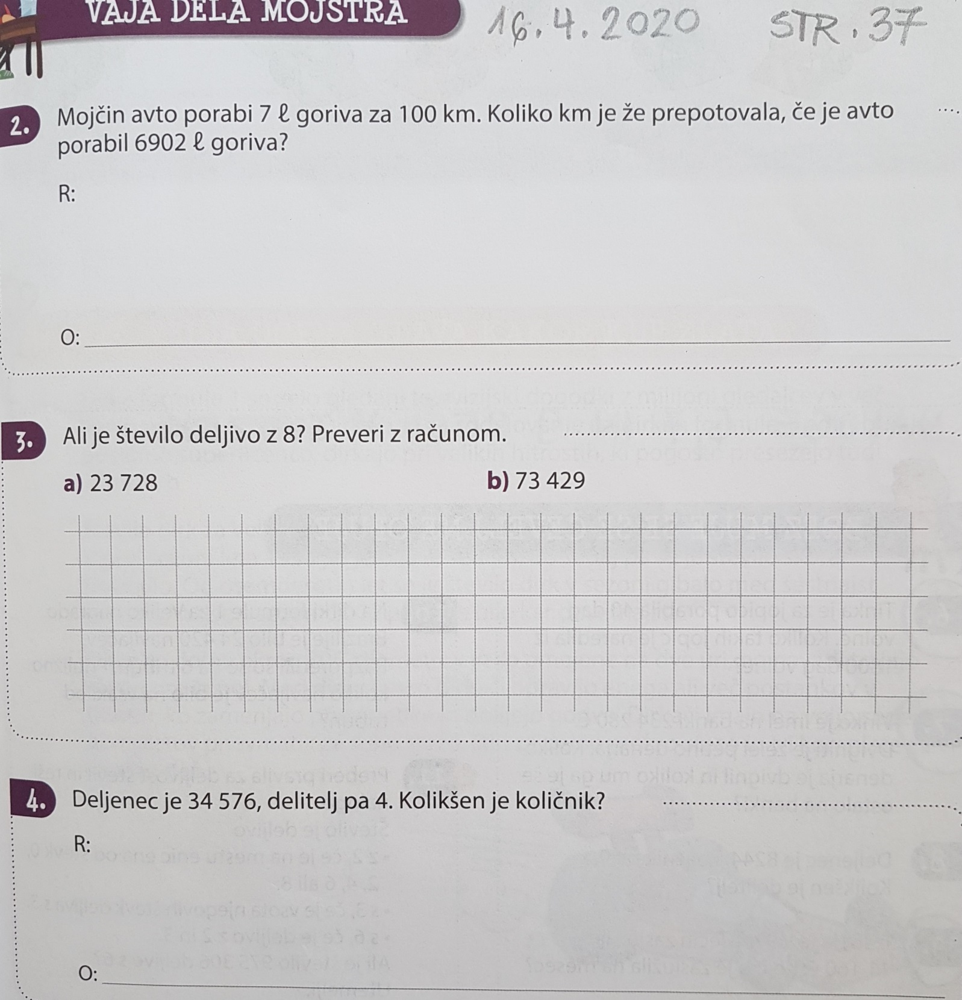 VAJA DELA MOJSTRA
16.4.2020 STR. 37
2. Mojčin avto porabi 7 ℓ goriva za 100 km. Koliko km je že prepotovala, če je avto
porabil 6902 ℓ goriva?
R:
O:
3. Ali je število deljivo z 8? Preveri z računom.
a) 23 728 b) 73 429
4. Deljenec je 34 576, delitelj pa 4. Kolikšen je količnik?
R:
O: